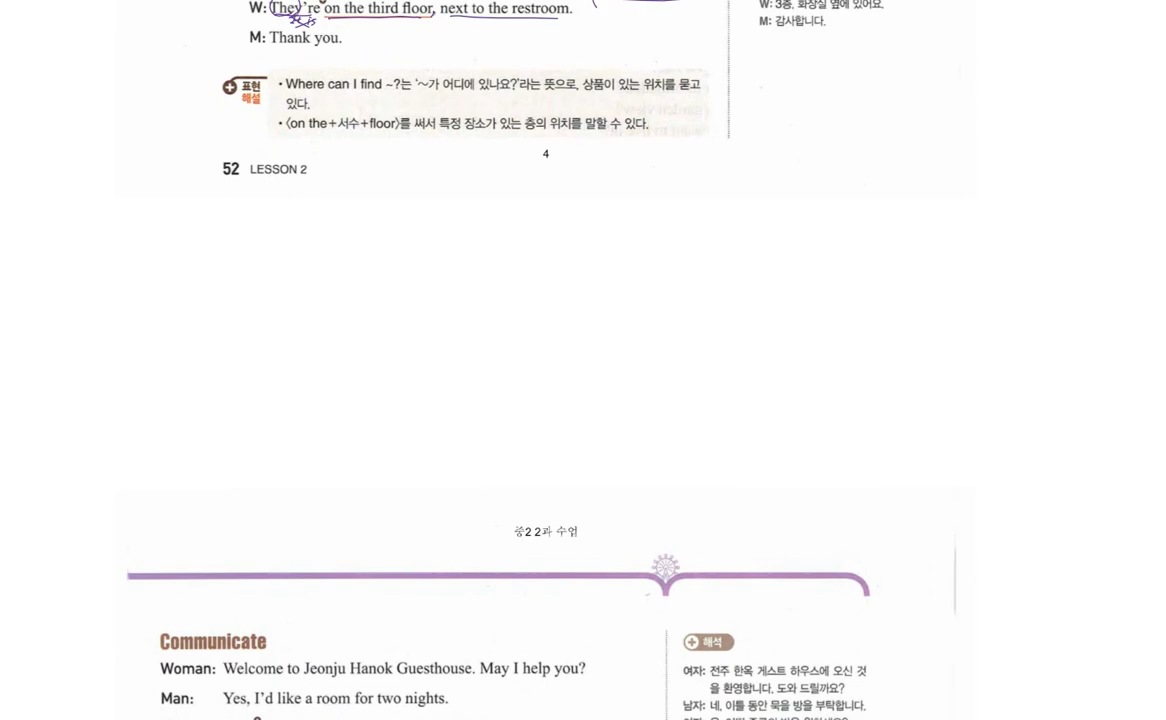 W: They're on the third floor, next to the restroom.
it is
M: Thank you.
W: 3층, 화장실 옆에 있어요.
M: 감사합니다.
표현
해설
• Where can I find ~?는 '~가 어디에 있나요?'라는 뜻으로, 상품이 있는 위치를 묻고
있다.
• 〈on the+서수+floor〉를 써서 특정 장소가 있는 층의 위치를 말할 수 있다.
4
52 LESSON 2
중2 2과 수업
Communicate
Woman: Welcome to Jeonju Hanok Guesthouse. May I help you?
Man: Yes, I'd like a room for two nights.
해석
여자: 전주 한옥 게스트 하우스에 오신 것
을 환영합니다. 도와 드릴까요?
남자: 네, 이틀 동안 묵을 방을 부탁합니다.